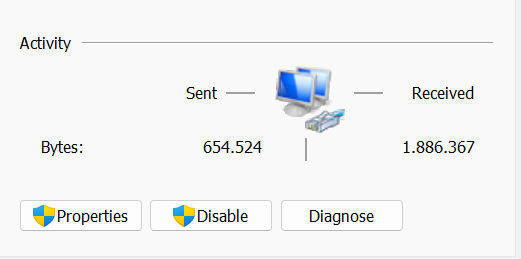 Activity
Sent Received
Bytes: 654.524 1.886.367
Properties Disable Diagnose